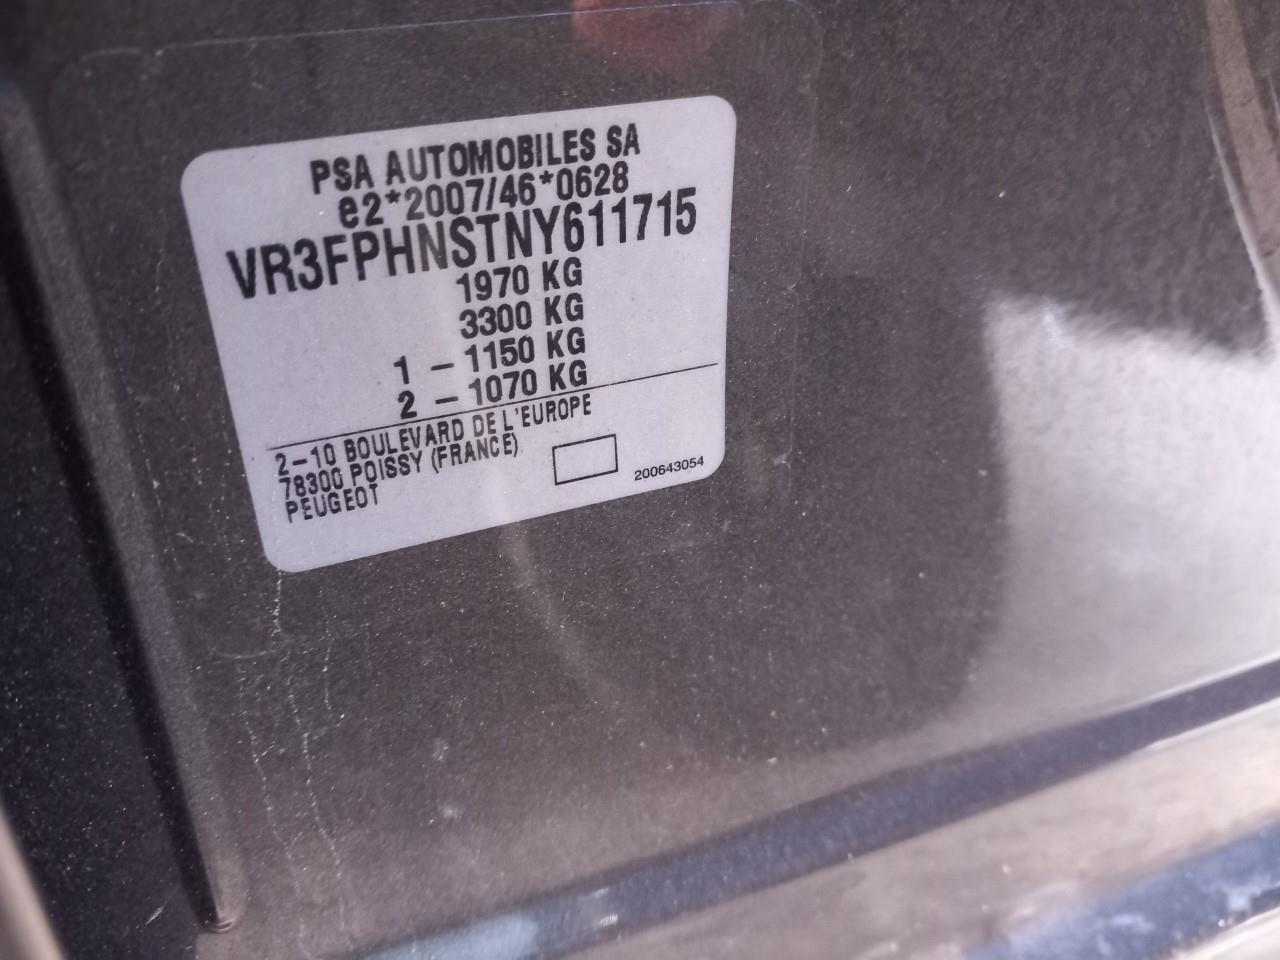 PSA AUTOMOBILES SA
e2*2007/46*0628
VR3FPHNSTNY611715
1970 KG
3300 KG
1 – 1150 KG
2 – 1070 KG
2–10 BOULEVARD DE L'EUROPE
78300 POISSY (FRANCE)
PEUGEOT
200643054